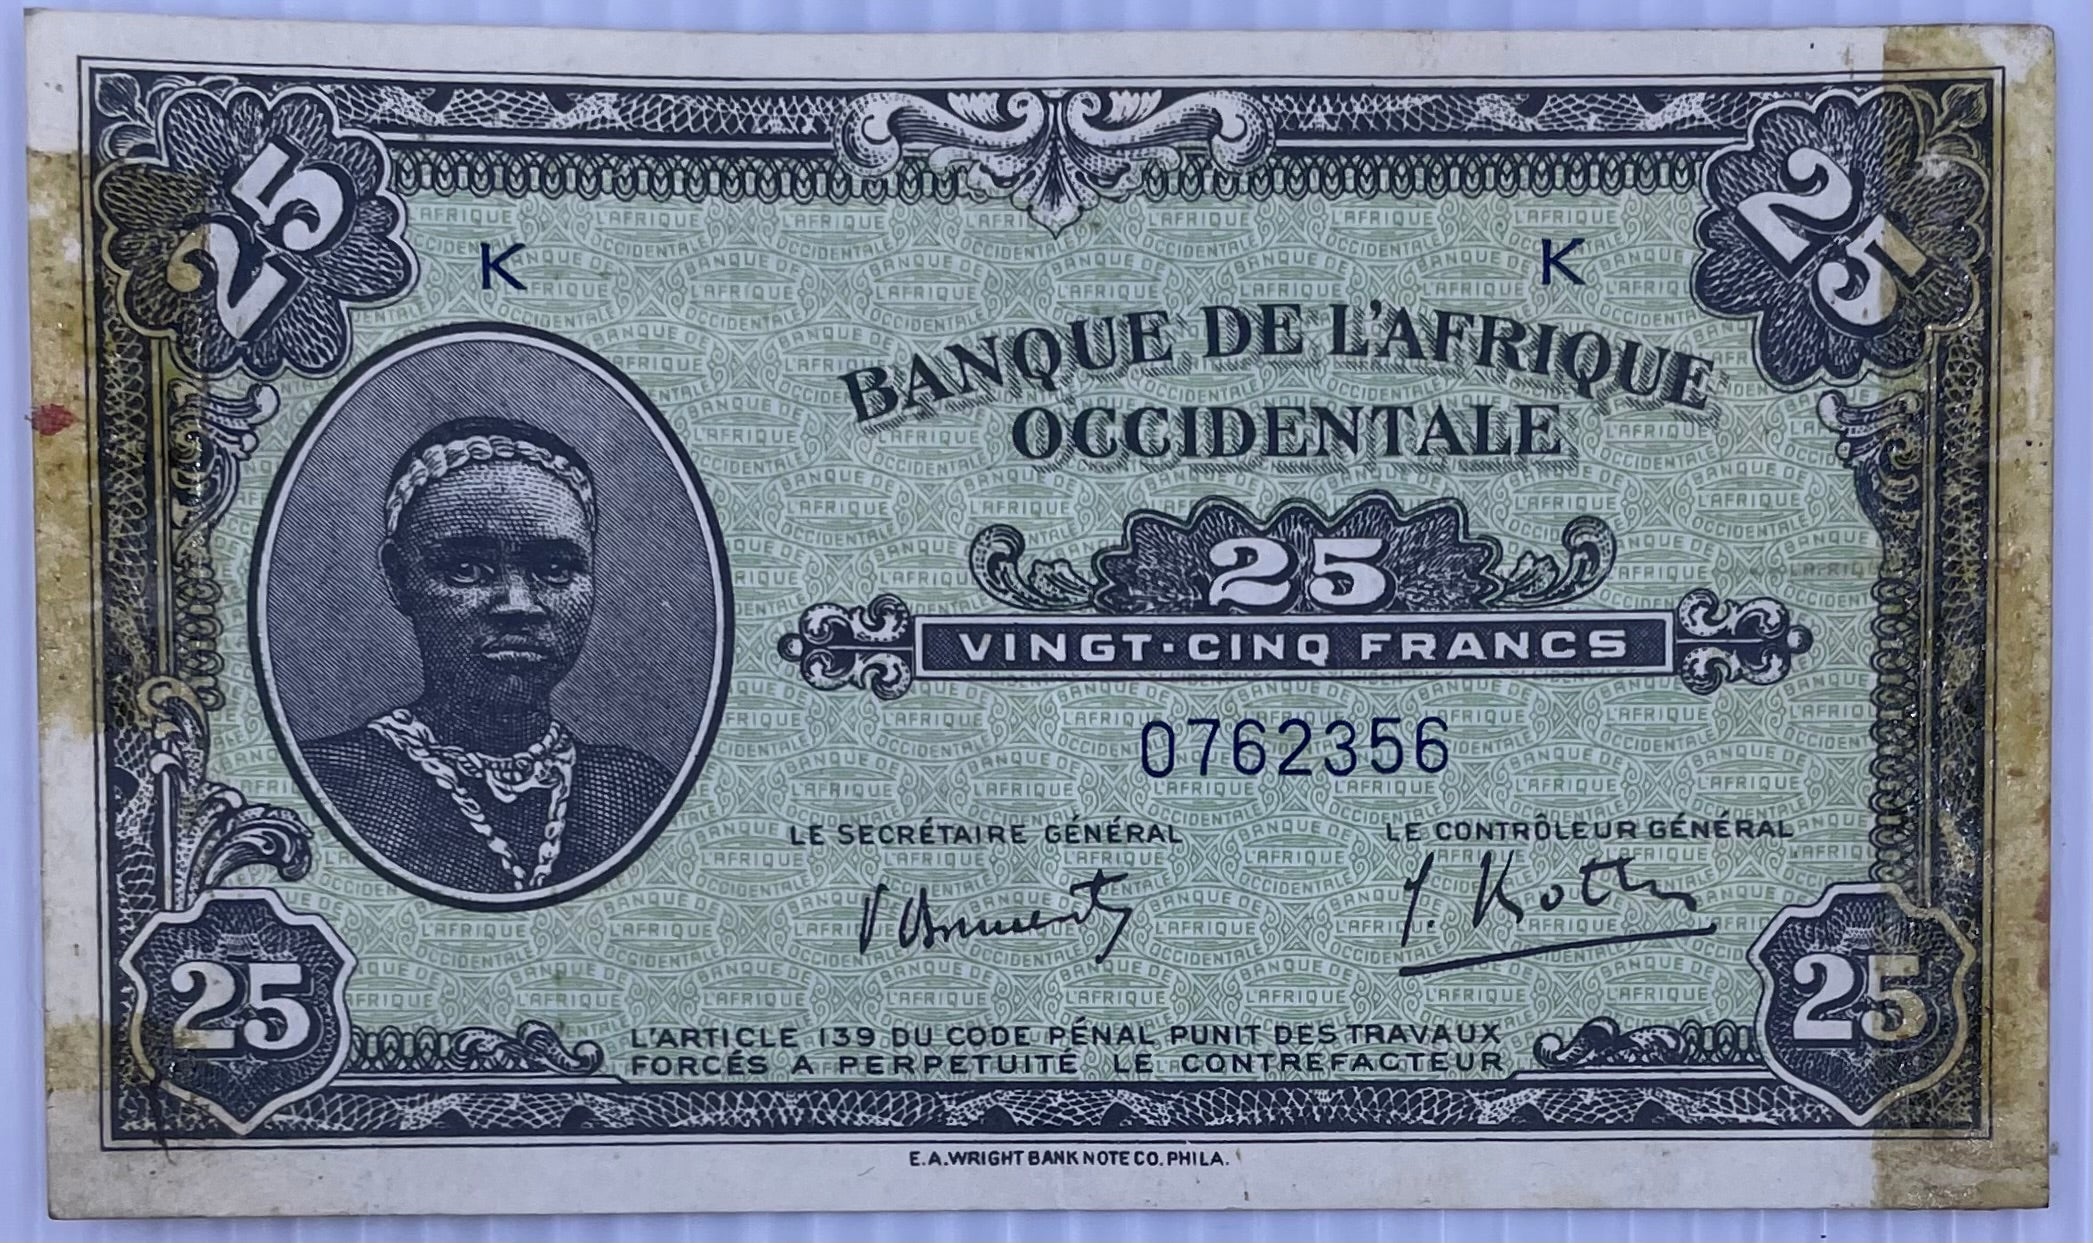 25
25
K
K
BANQUE DE L'AFRIQUE
OCCIDENTALE
25
VINGT-CINQ FRANCS
0762356
LE SECRÉTAIRE GÉNÉRAL
LE CONTRÔLEUR GÉNÉRAL
25
25
L'ARTICLE 139 DU CODE PÉNAL PUNIT DES TRAVAUX
FORCÉS A PERPETUITÉ LE CONTREFACTEUR
E.A.WRIGHT BANK NOTE CO. PHILA.